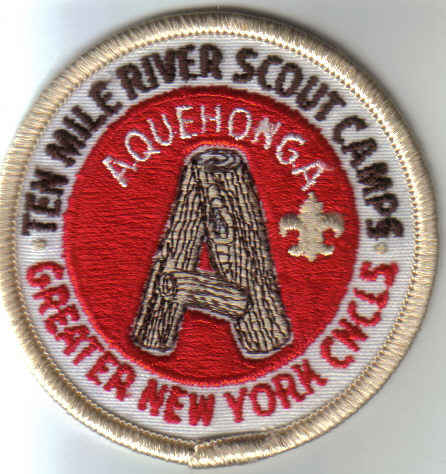 · TEN MILE RIVER SCOUT CAMPS ·
AQUEHONGA
A
GREATER NEW YORK CNCLS